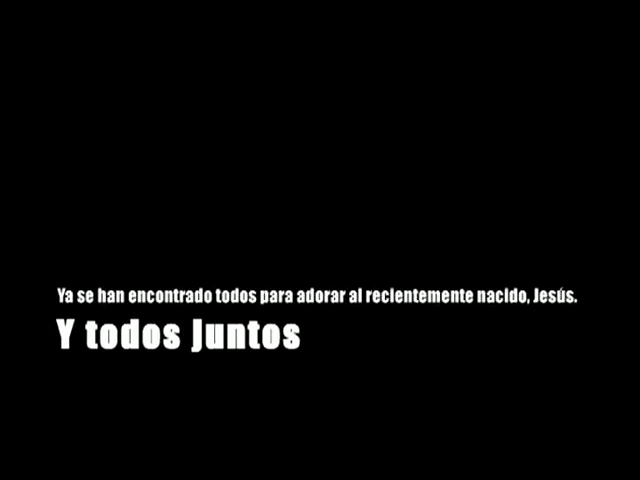 Ya se han encontrado todos para adorar al recientemente nacido, Jesús.
Y todos juntos